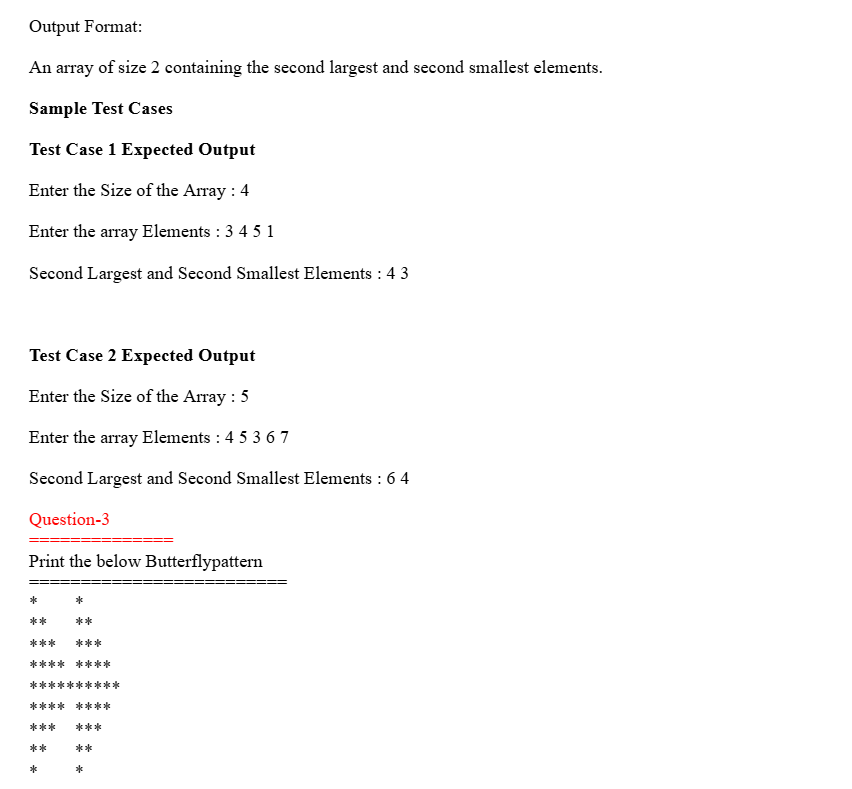 Output Format:
An array of size 2 containing the second largest and second smallest elements.
Sample Test Cases
Test Case 1 Expected Output
Enter the Size of the Array : 4
Enter the array Elements : 3 4 5 1
Second Largest and Second Smallest Elements : 4 3
Test Case 2 Expected Output
Enter the Size of the Array : 5
Enter the array Elements : 4 5 3 6 7
Second Largest and Second Smallest Elements : 6 4
Question-3
==============
Print the below Butterflypattern
=========================
*        *
**      **
***    ***
****  ****
**********
****  ****
***    ***
**      **
*        *